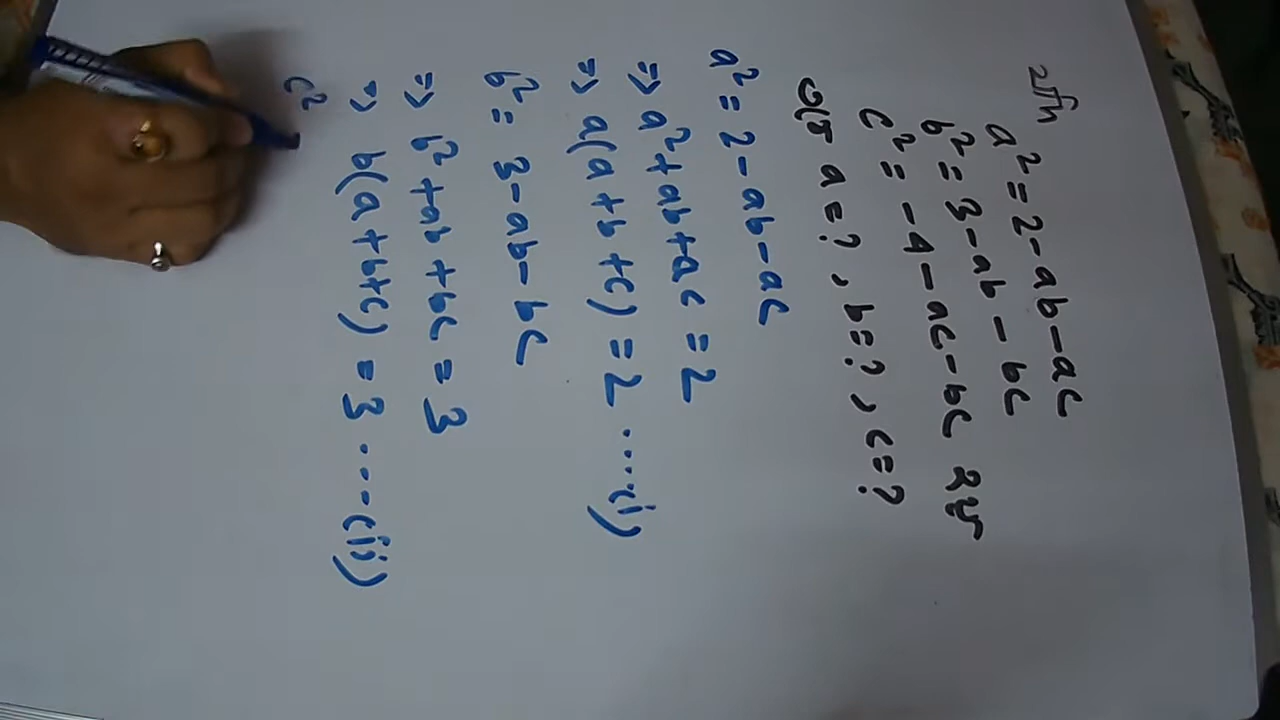 যদি
a² = 2 - ab - ac
b² = 3 - ab - bc
c² = -4 - ac - bc হয়
তবে a = ? , b = ? , c = ?
a² = 2 - ab - ac
⇒ a² + ab + ac = 2
⇒ a(a + b + c) = 2 ....(i)
b² = 3 - ab - bc
⇒ b² + ab + bc = 3
⇒ b(a + b + c) = 3 ....(ii)
c²